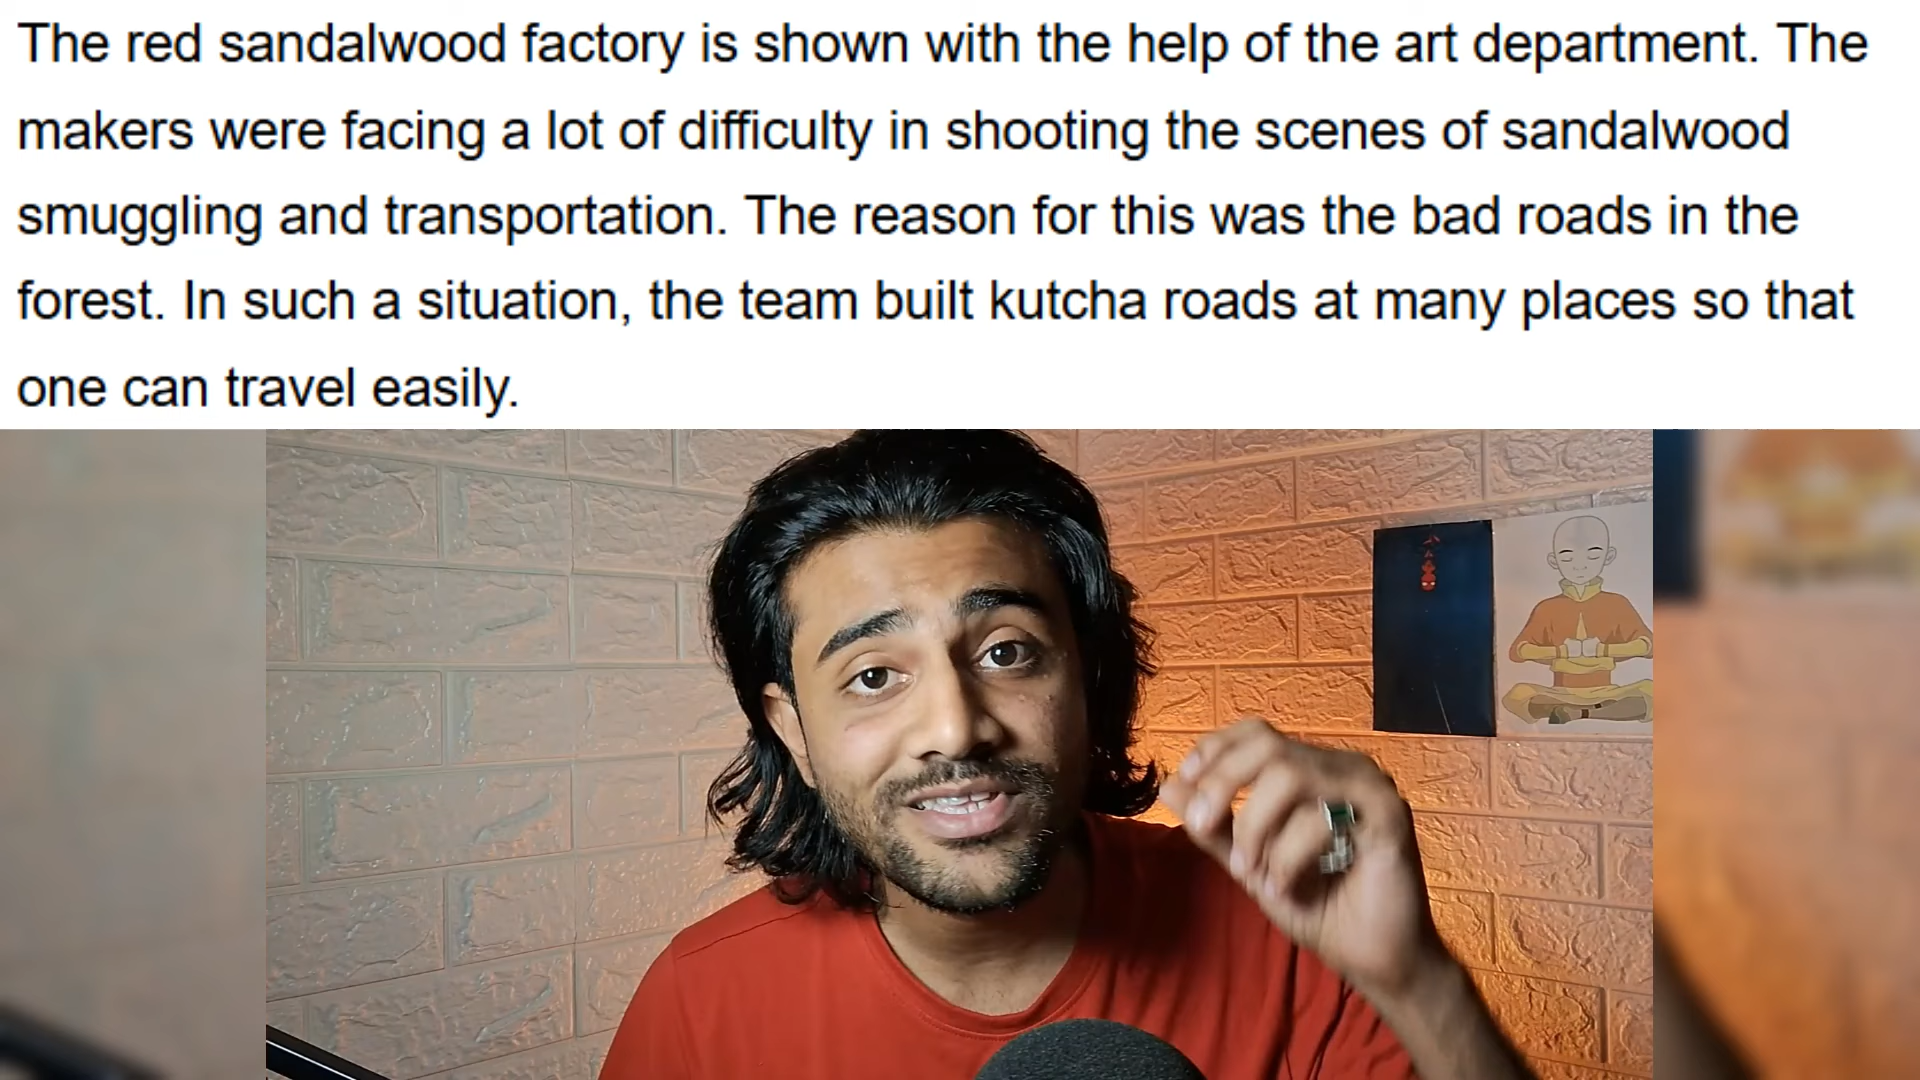 The red sandalwood factory is shown with the help of the art department. The
makers were facing a lot of difficulty in shooting the scenes of sandalwood
smuggling and transportation. The reason for this was the bad roads in the
forest. In such a situation, the team built kutcha roads at many places so that
one can travel easily.